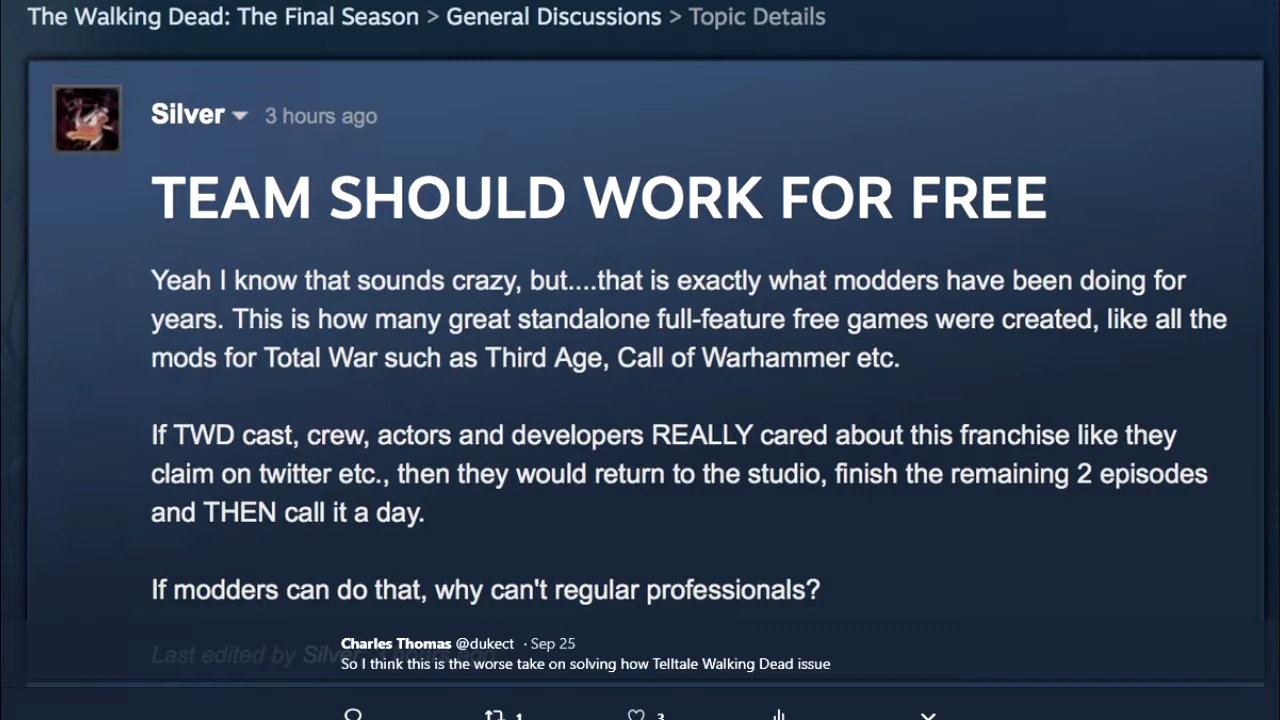 The Walking Dead: The Final Season > General Discussions > Topic Details
Silver 3 hours ago
TEAM SHOULD WORK FOR FREE
Yeah I know that sounds crazy, but....that is exactly what modders have been doing for
years. This is how many great standalone full-feature free games were created, like all the
mods for Total War such as Third Age, Call of Warhammer etc.
If TWD cast, crew, actors and developers REALLY cared about this franchise like they
claim on twitter etc., then they would return to the studio, finish the remaining 2 episodes
and THEN call it a day.
If modders can do that, why can't regular professionals?
Last edited by Silver
Charles Thomas @dukect · Sep 25
So I think this is the worse take on solving how Telltale Walking Dead issue
1 3